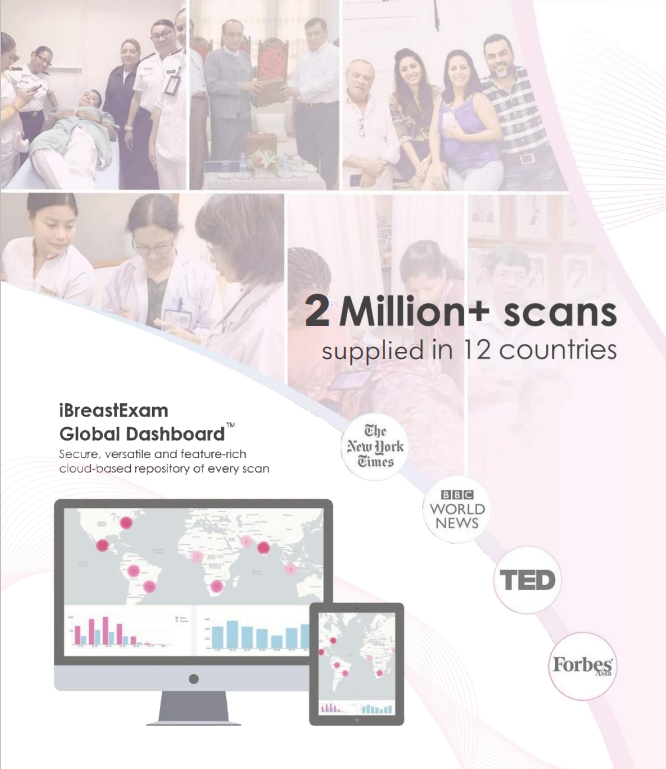 2 Million+ scans
supplied in 12 countries
iBreastExam
Global Dashboard™
Secure, versatile and feature-rich
cloud-based repository of every scan
The
New York
Times
BBC
WORLD
NEWS
TED
Forbes
Asia